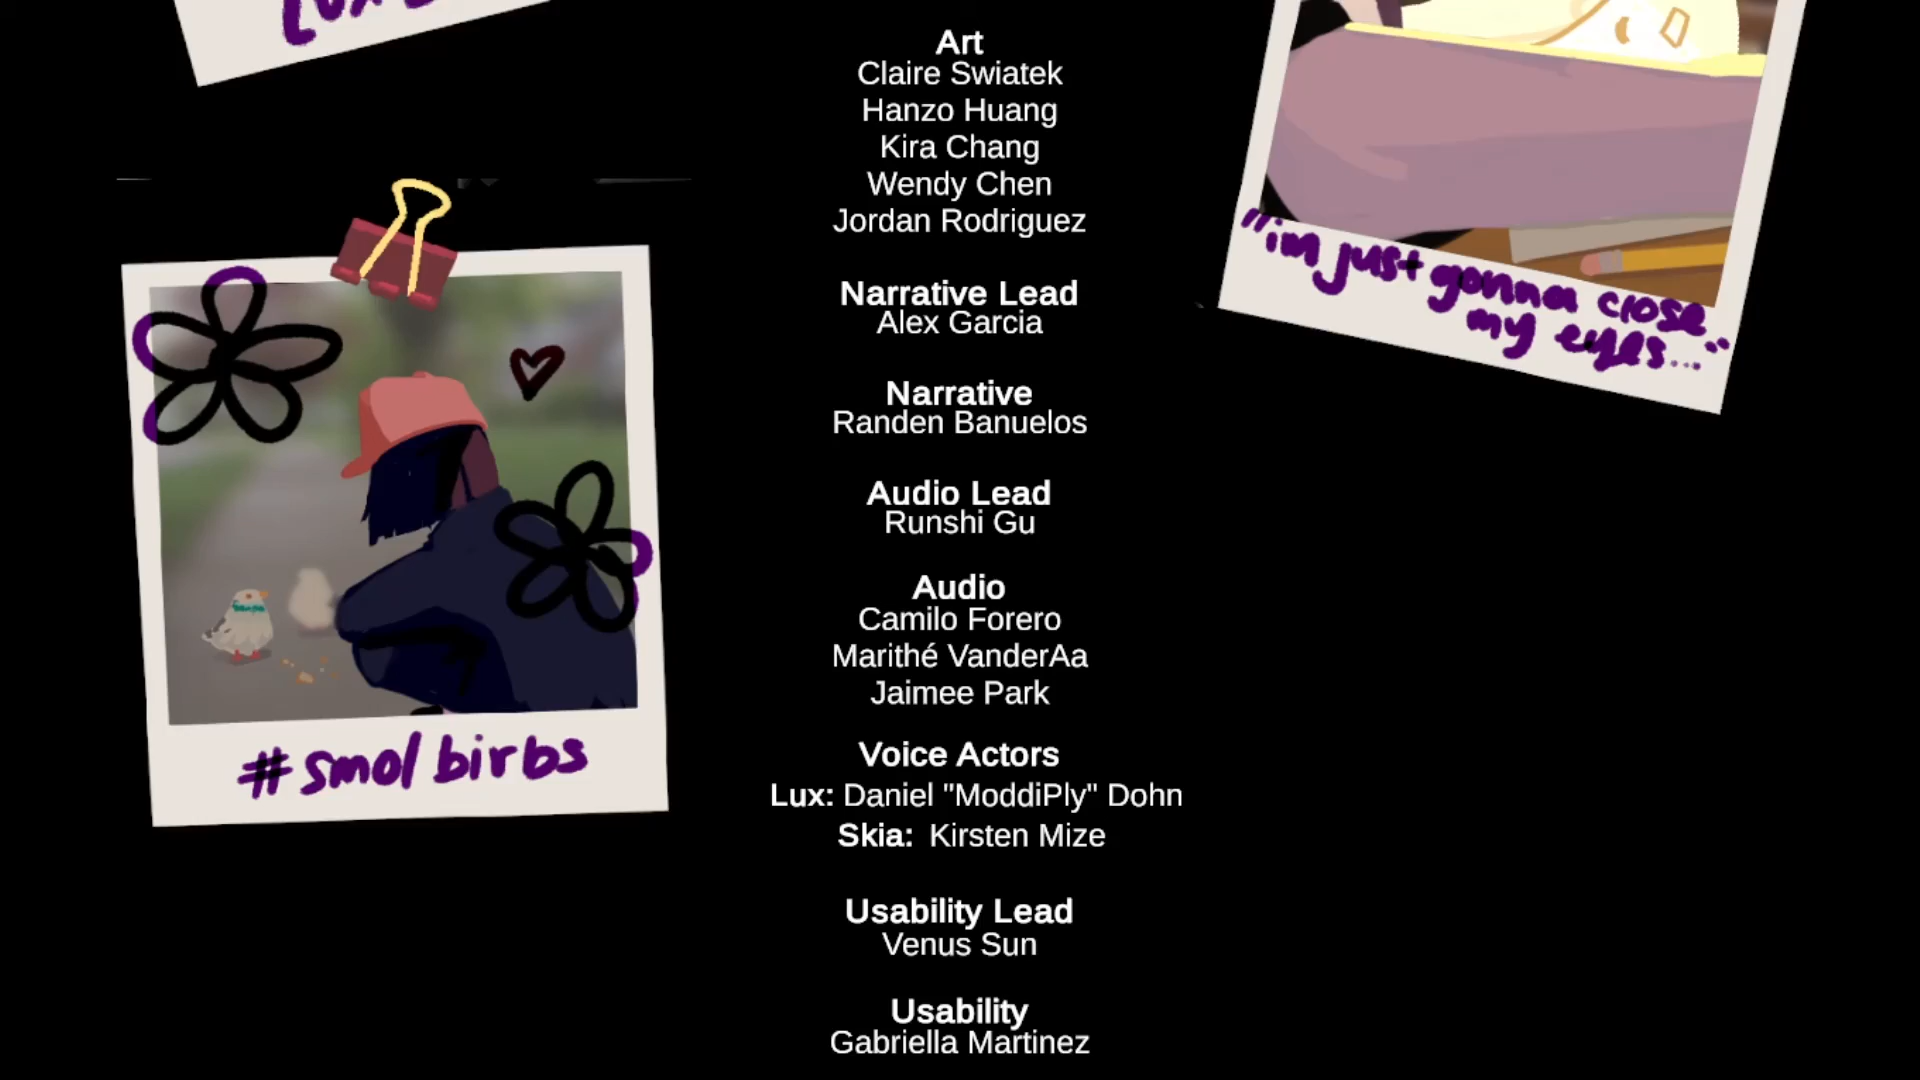 Art
Claire Swiatek
Hanzo Huang
Kira Chang
Wendy Chen
Jordan Rodriguez
Narrative Lead
Alex Garcia
Narrative
Randen Banuelos
Audio Lead
Runshi Gu
Audio
Camilo Forero
Marithé VanderAa
Jaimee Park
Voice Actors
Lux: Daniel "ModdiPly" Dohn
Skia: Kirsten Mize
Usability Lead
Venus Sun
Usability
Gabriella Martinez
#smol birbs
"im just gonna close
my eyes..."